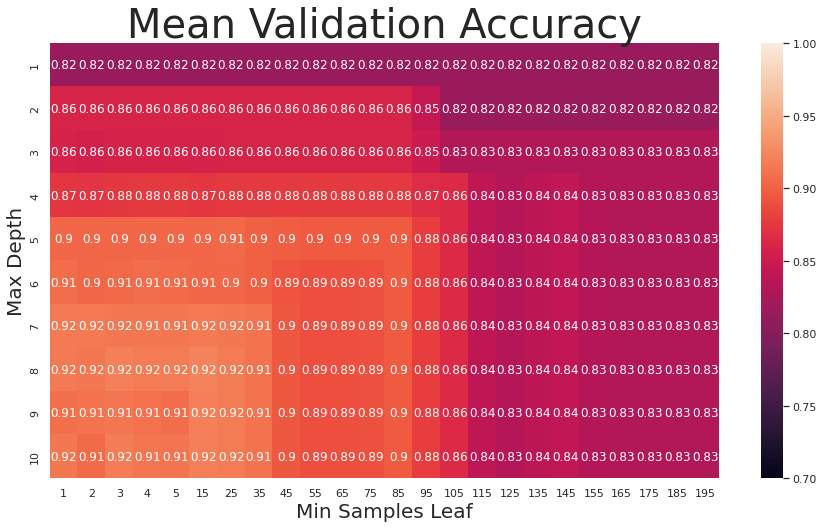 Mean Validation Accuracy
1 0.82 0.82 0.82 0.82 0.82 0.82 0.82 0.82 0.82 0.82 0.82 0.82 0.82 0.82 0.82 0.82 0.82 0.82 0.82 0.82 0.82 0.82 0.82 0.82
2 0.86 0.86 0.86 0.86 0.86 0.86 0.86 0.86 0.86 0.86 0.86 0.86 0.86 0.85 0.82 0.82 0.82 0.82 0.82 0.82 0.82 0.82 0.82 0.82
3 0.86 0.86 0.86 0.86 0.86 0.86 0.86 0.86 0.86 0.86 0.86 0.86 0.86 0.85 0.83 0.83 0.83 0.83 0.83 0.83 0.83 0.83 0.83 0.83
4 0.87 0.87 0.88 0.88 0.88 0.87 0.88 0.88 0.88 0.88 0.88 0.88 0.88 0.87 0.86 0.84 0.83 0.84 0.84 0.83 0.83 0.83 0.83 0.83
5 0.9 0.9 0.9 0.9 0.9 0.9 0.91 0.9 0.9 0.9 0.9 0.9 0.9 0.88 0.86 0.84 0.83 0.84 0.84 0.83 0.83 0.83 0.83 0.83
6 0.91 0.9 0.91 0.91 0.91 0.91 0.9 0.9 0.89 0.89 0.89 0.89 0.9 0.88 0.86 0.84 0.83 0.84 0.84 0.83 0.83 0.83 0.83 0.83
7 0.92 0.92 0.92 0.91 0.91 0.92 0.92 0.91 0.9 0.89 0.89 0.89 0.9 0.88 0.86 0.84 0.83 0.84 0.84 0.83 0.83 0.83 0.83 0.83
8 0.92 0.92 0.92 0.92 0.92 0.92 0.92 0.91 0.9 0.89 0.89 0.89 0.9 0.88 0.86 0.84 0.83 0.84 0.84 0.83 0.83 0.83 0.83 0.83
9 0.91 0.91 0.91 0.91 0.91 0.92 0.92 0.91 0.9 0.89 0.89 0.89 0.9 0.88 0.86 0.84 0.83 0.84 0.84 0.83 0.83 0.83 0.83 0.83
10 0.92 0.91 0.92 0.91 0.91 0.92 0.92 0.91 0.9 0.89 0.89 0.89 0.9 0.88 0.86 0.84 0.83 0.84 0.84 0.83 0.83 0.83 0.83 0.83
Max Depth
1 2 3 4 5 15 25 35 45 55 65 75 85 95 105 115 125 135 145 155 165 175 185 195
Min Samples Leaf
1.00
0.95
0.90
0.85
0.80
0.75
0.70